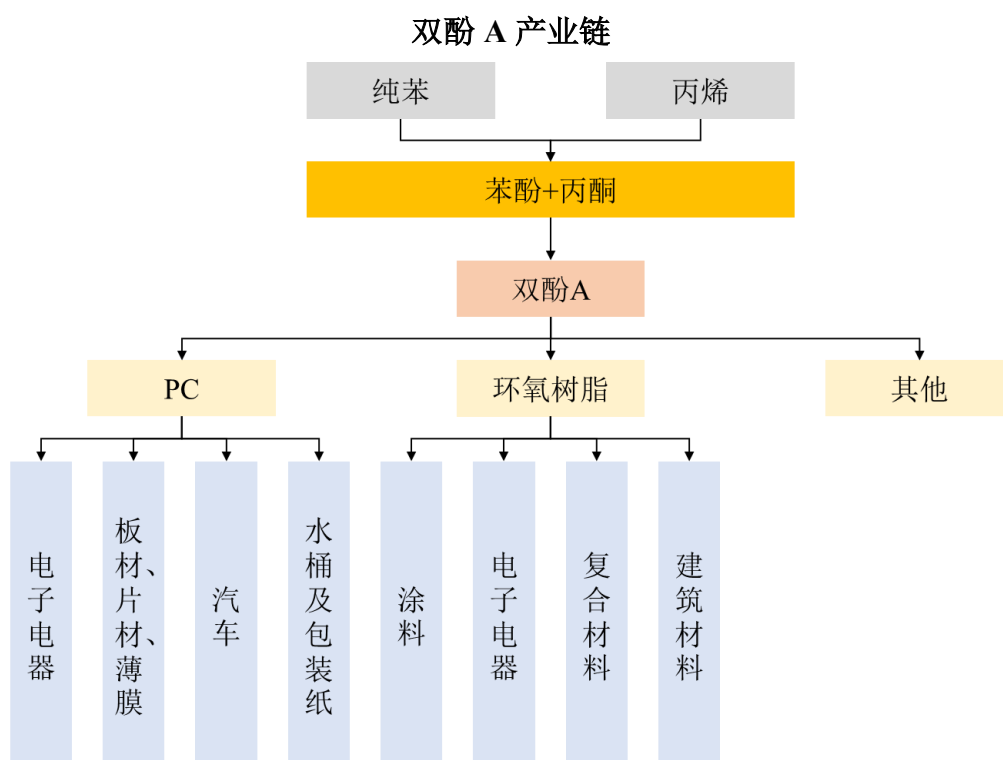 双酚 A 产业链
纯苯
丙烯
苯酚+丙酮
双酚A
PC
环氧树脂
其他
电子电器
板材、片材、薄膜
汽车
水桶及包装纸
涂料
电子电器
复合材料
建筑材料